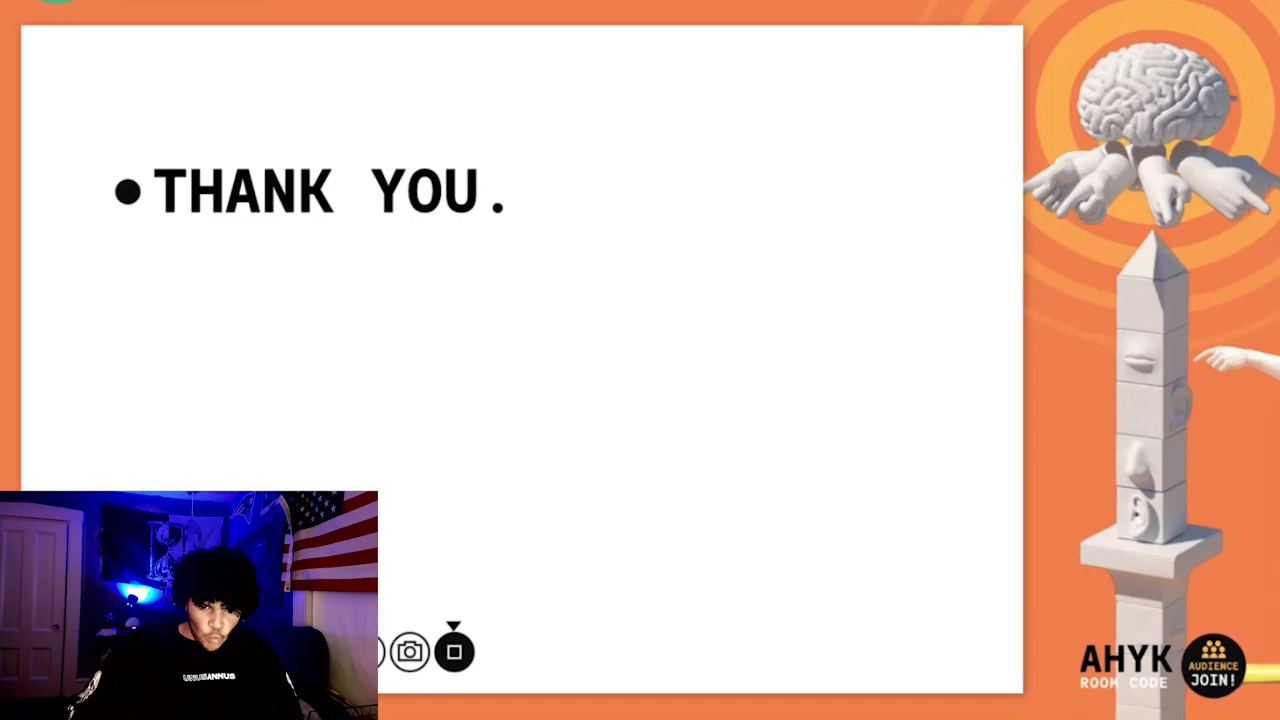 • THANK YOU.
UNUS ANNUS
AHYK
ROOM CODE
AUDIENCE
JOIN!